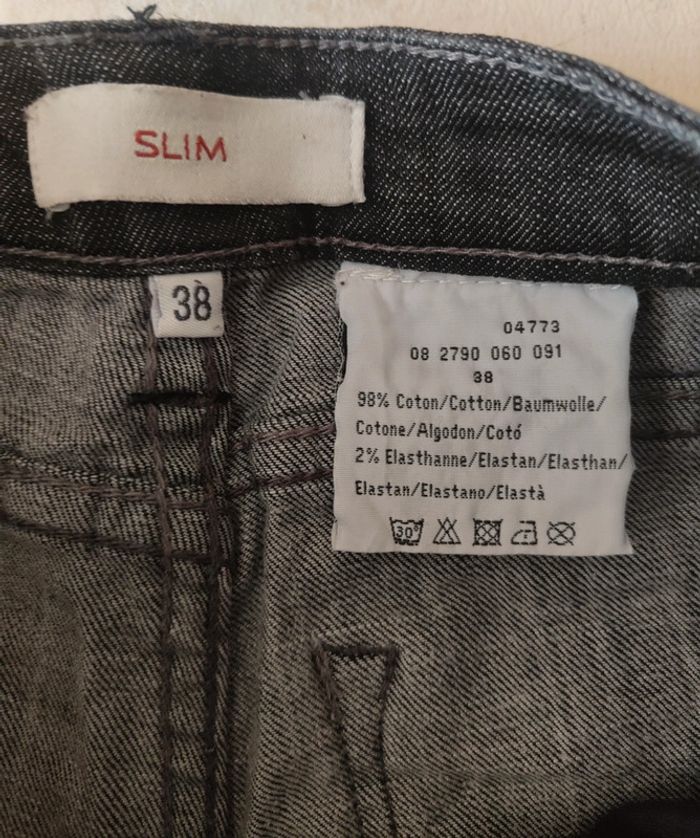 SLIM
38
04773
08 2790 060 091
38
98% Coton/Cotton/Baumwolle/
Cotone/Algodon/Cotó
2% Elasthanne/Elastan/Elasthan/
Elastan/Elastano/Elastà
30°